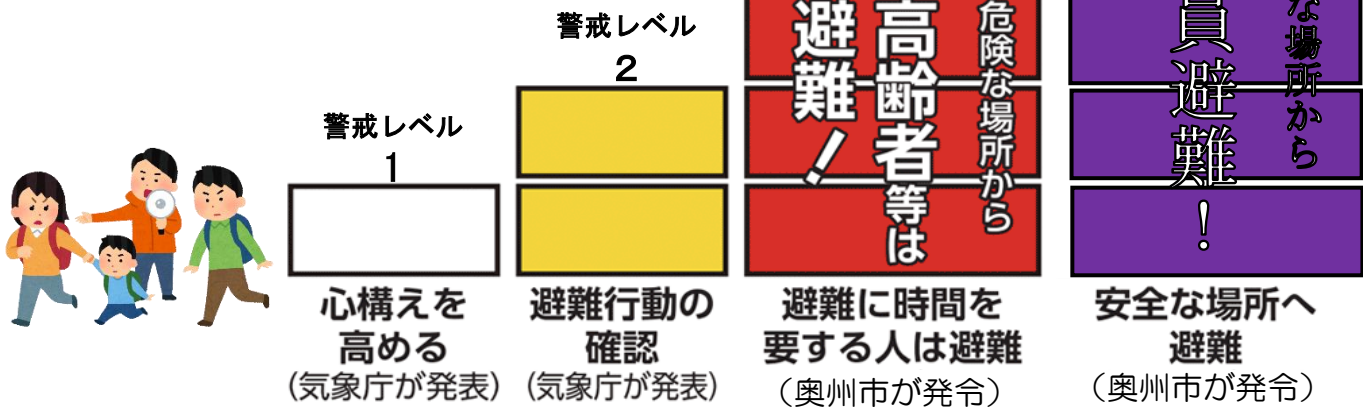 警戒レベル
1
心構えを
高める
(気象庁が発表)
警戒レベル
2
避難行動の
確認
(気象庁が発表)
危険な場所から
高齢者等は
避難!
避難に時間を
要する人は避難
(奥州市が発令)
な場所から
員避難!
安全な場所へ
避難
(奥州市が発令)